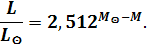 L/L☉ = 2,512^{M☉−M}.